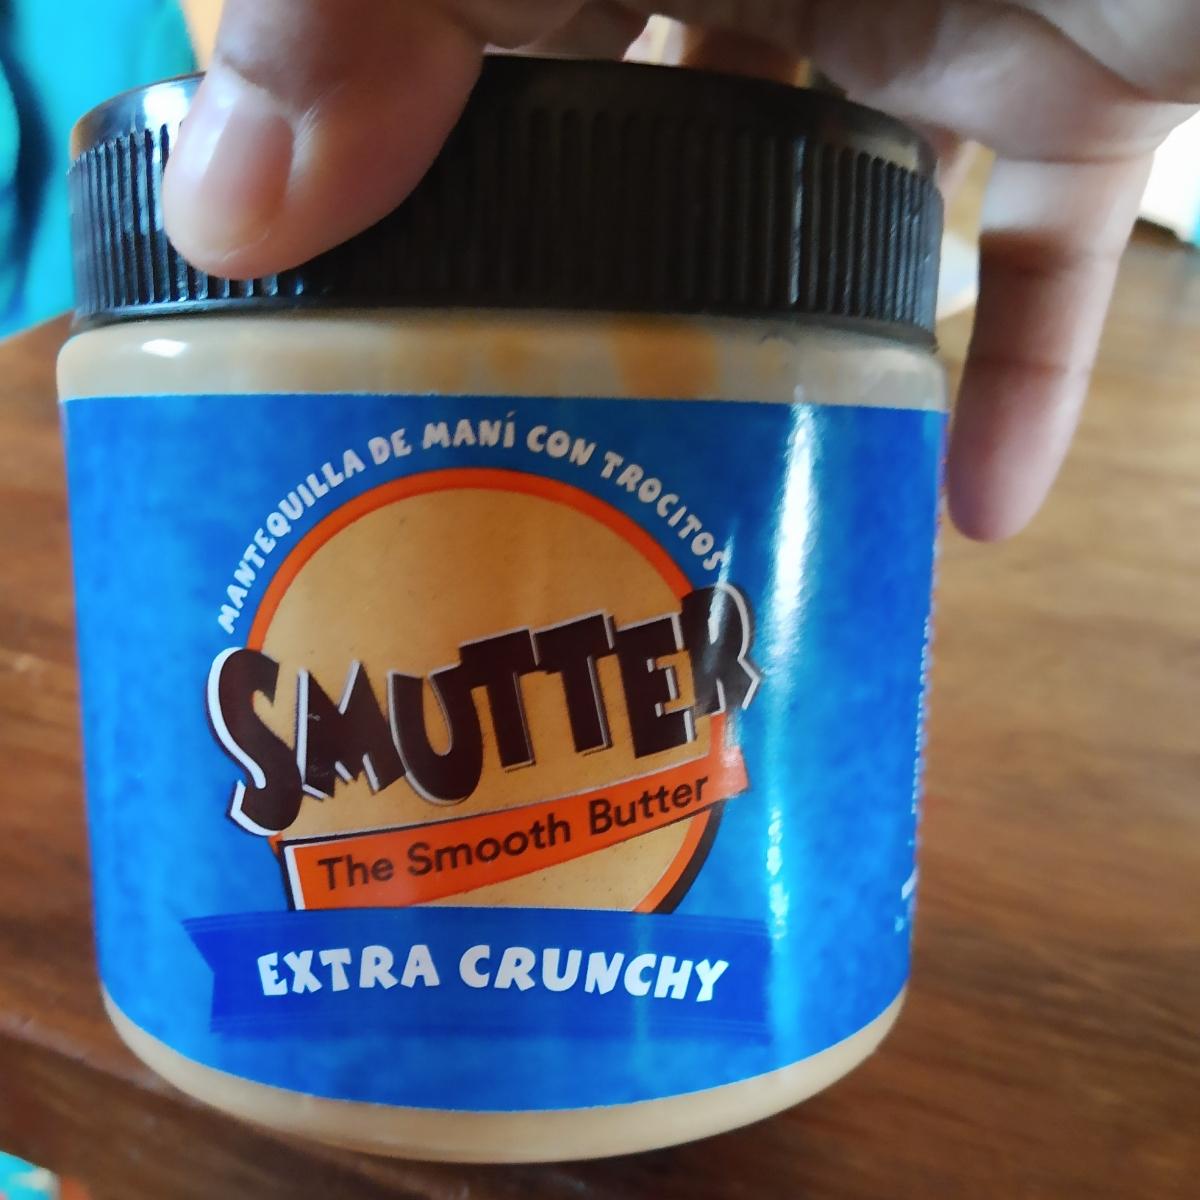 MANTEQUILLA DE MANÍ CON TROCITOS
SMUTTER
The Smooth Butter
EXTRA CRUNCHY